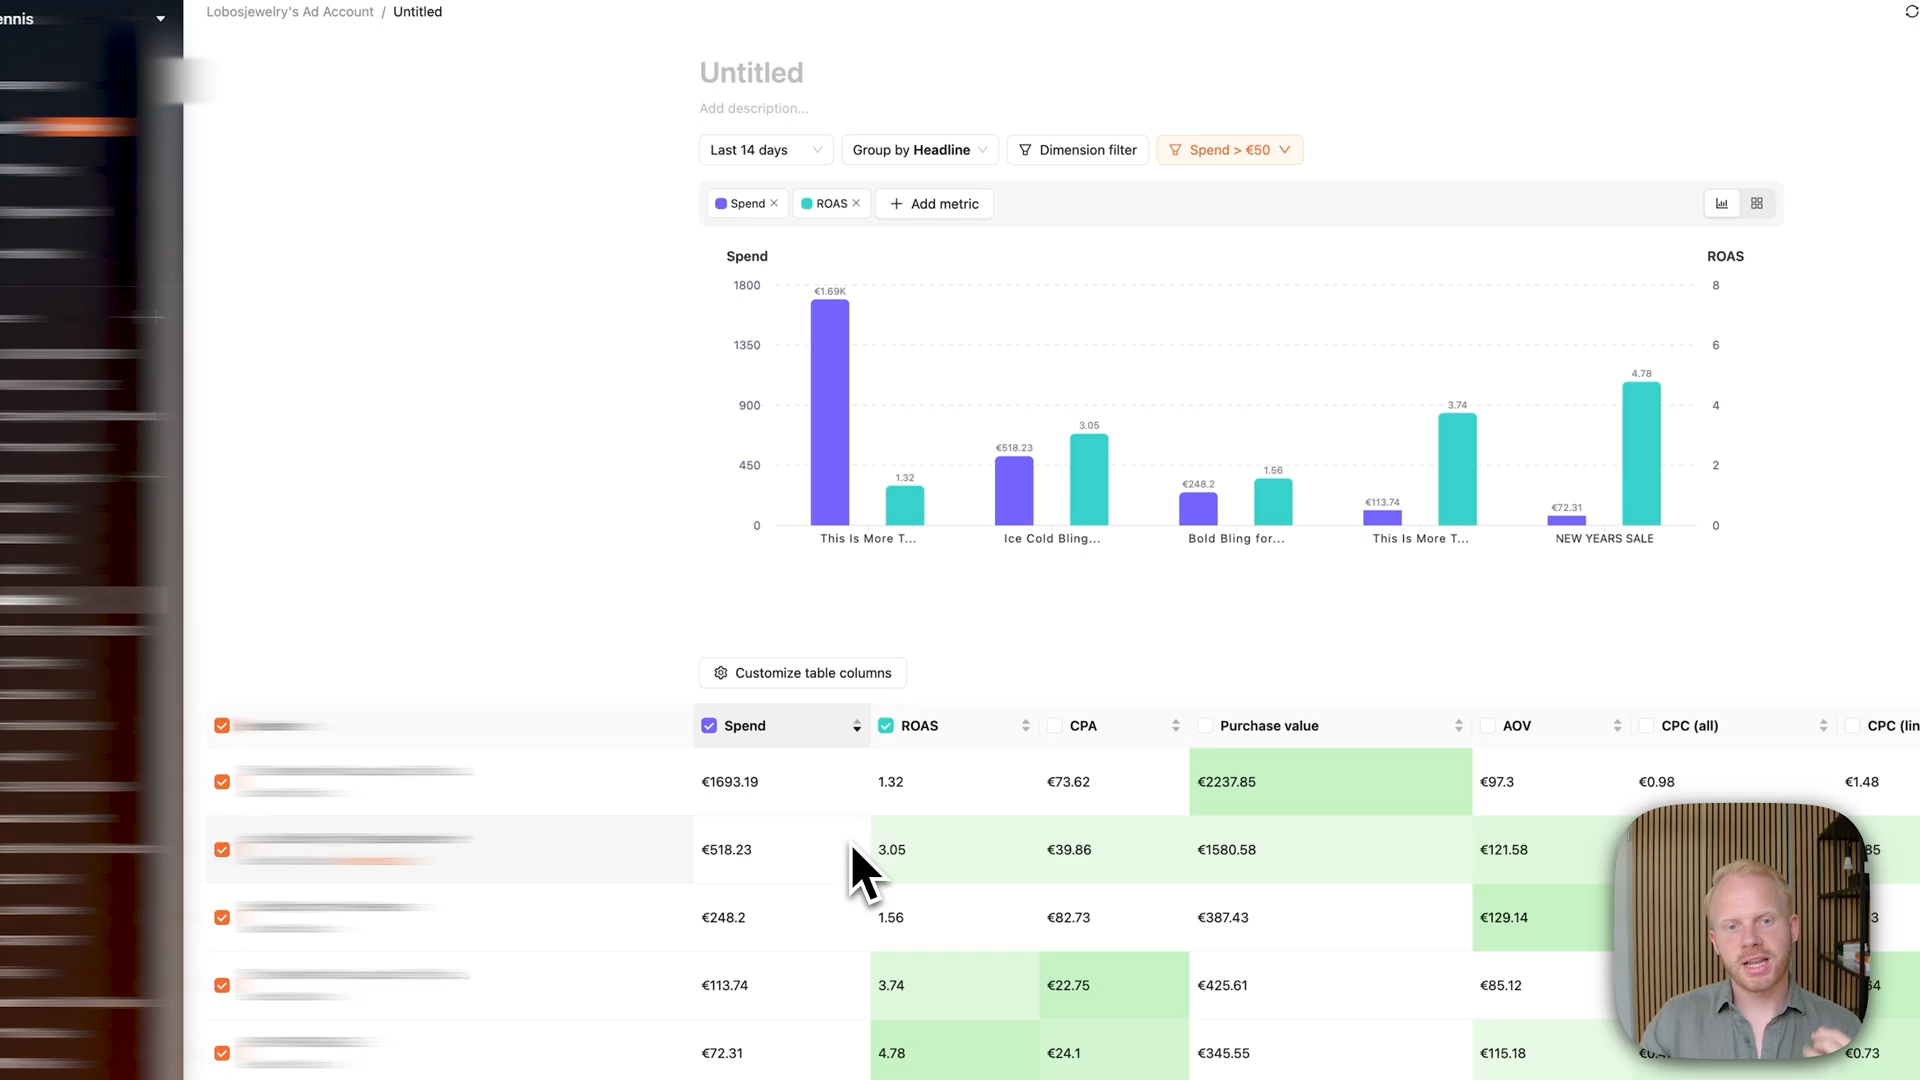 ennis
Lobosjewelry's Ad Account / Untitled
Untitled
Add description...
Last 14 days
Group by Headline
Dimension filter
Spend > €50
Spend
ROAS
Add metric
Spend
ROAS
1800
1350
900
450
0
8
6
4
2
0
€1.69K
1.32
€518.23
3.05
€248.2
1.56
€113.74
3.74
€72.31
4.78
This Is More T...
Ice Cold Bling...
Bold Bling for...
This Is More T...
NEW YEARS SALE
Customize table columns
Spend ROAS CPA Purchase value AOV CPC (all) CPC (lin
€1693.19 1.32 €73.62 €2237.85 €97.3 €0.98 €1.48
€518.23 3.05 €39.86 €1580.58 €121.58 85
€248.2 1.56 €82.73 €387.43 €129.14 3
€113.74 3.74 €22.75 €425.61 €85.12 64
€72.31 4.78 €24.1 €345.55 €115.18 €0.73